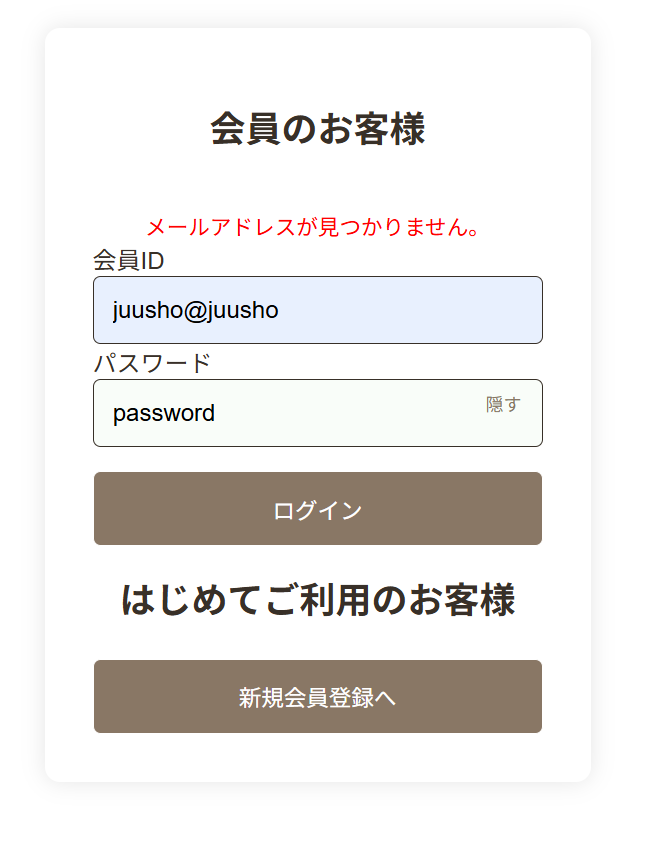 会員のお客様
メールアドレスが見つかりません。
会員ID
juusho@juusho
パスワード
password
隠す
ログイン
はじめてご利用のお客様
新規会員登録へ